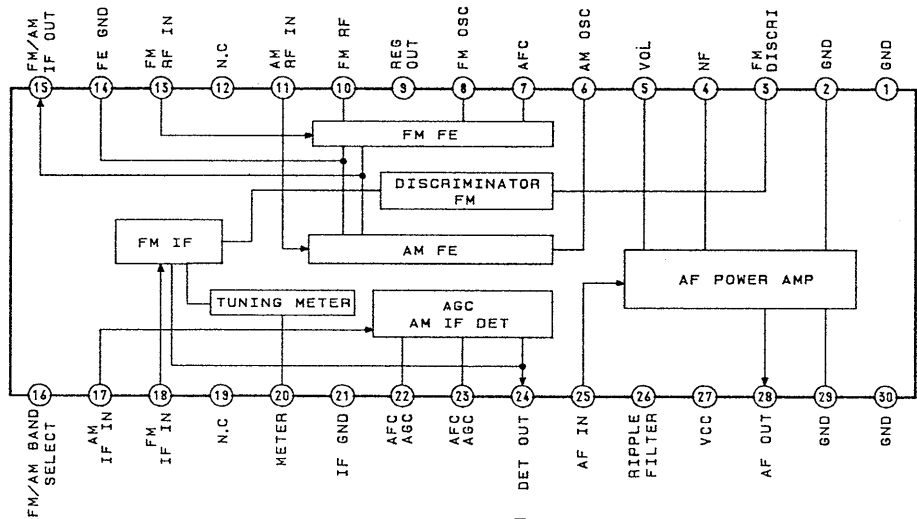 FM/AM
IF OUT
FE GND
FM
RF IN
N.C
AM
RF IN
FM RF
REG
OUT
FM OSC
AFC
AM OSC
VOL
NF
FM
DISCRI
GND
GND
15
14
13
12
11
10
9
8
7
6
5
4
3
2
1
FM FE
DISCRIMINATOR
FM
FM IF
AM FE
AF POWER AMP
TUNING METER
AGC
AM IF DET
16
17
18
19
20
21
22
23
24
25
26
27
28
29
30
FM/AM BAND
SELECT
AM
IF IN
FM
IF IN
N.C
METER
IF GND
AFC
AGC
AFC
AGC
DET OUT
AF IN
RIPPLE
FILTER
VCC
AF OUT
GND
GND